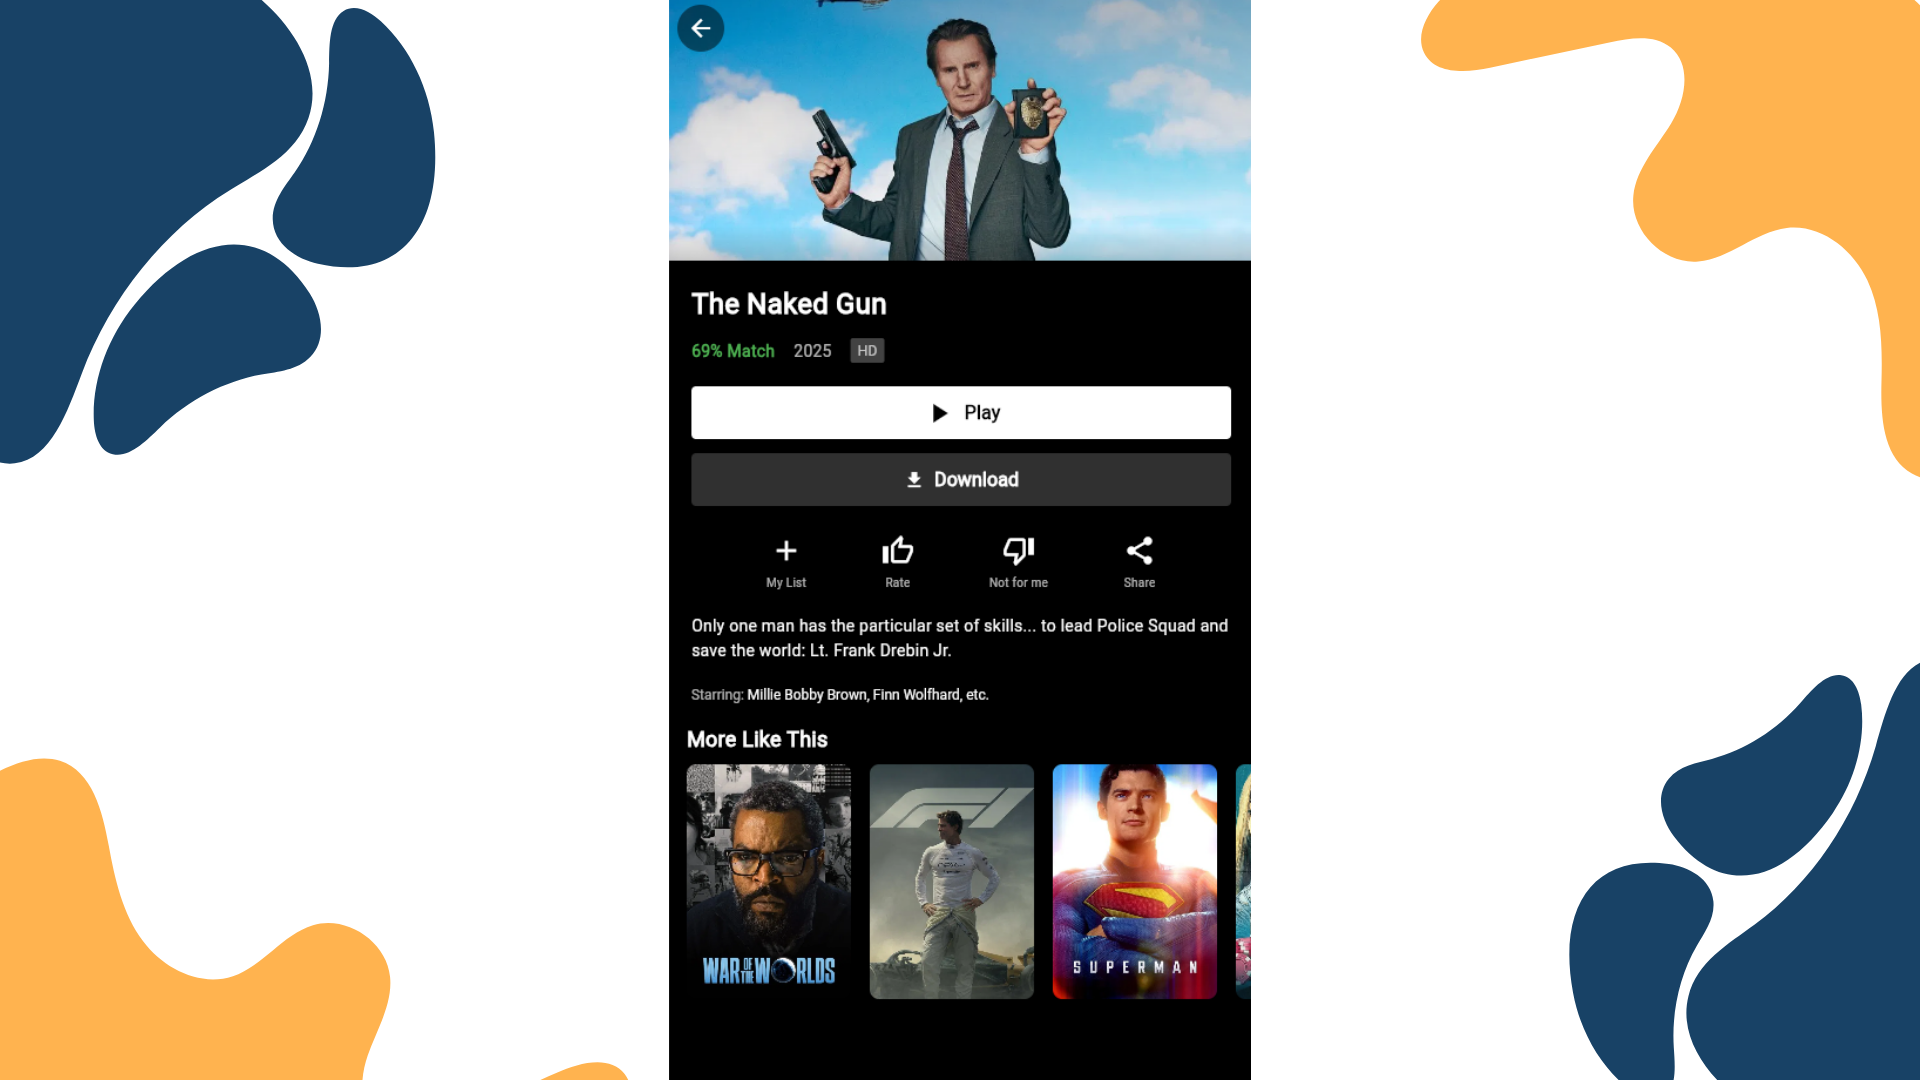 The Naked Gun
69% Match 2025 HD
Play
Download
My List Rate Not for me Share
Only one man has the particular set of skills... to lead Police Squad and
save the world: Lt. Frank Drebin Jr.
Starring: Millie Bobby Brown, Finn Wolfhard, etc.
More Like This
WAR OF THE WORLDS
F1
SUPERMAN